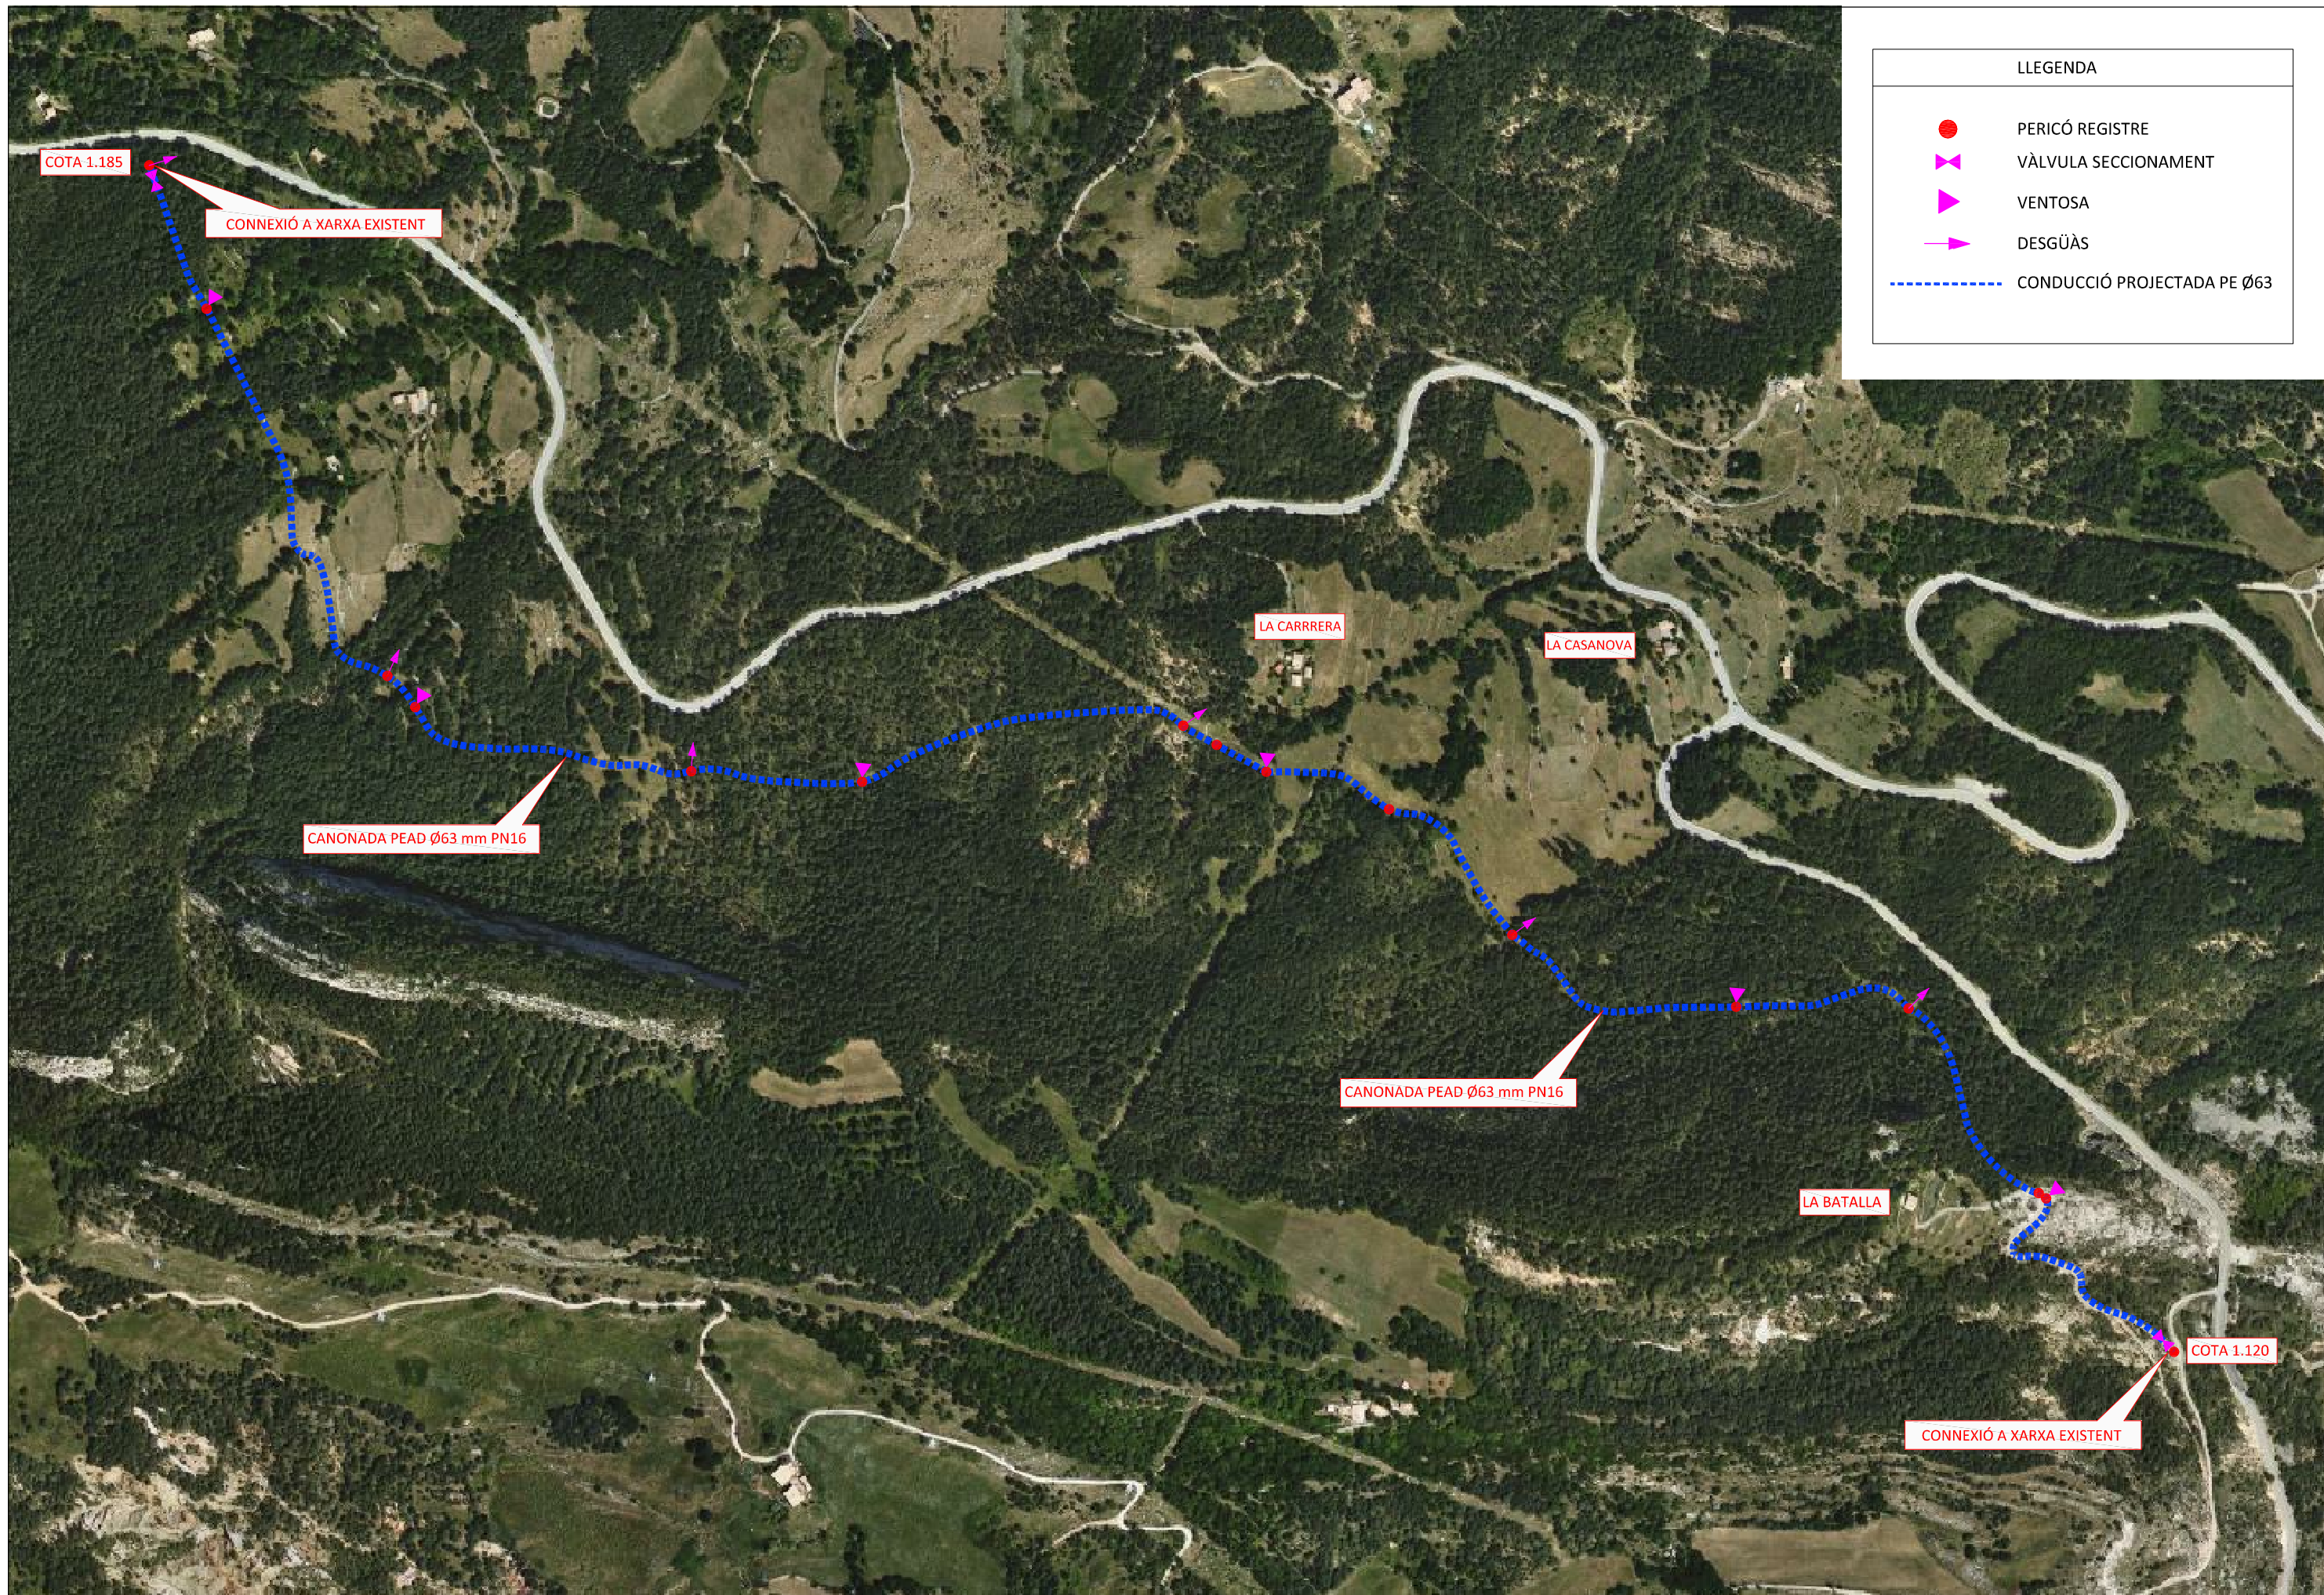 LLEGENDA
PERICÓ REGISTRE
VÀLVULA SECCIONAMENT
VENTOSA
DESGÜÀS
CONDUCCIÓ PROJECTADA PE Ø63
COTA 1.185
CONNEXIÓ A XARXA EXISTENT
LA CARRRERA
LA CASANOVA
CANONADA PEAD Ø63 mm PN16
CANONADA PEAD Ø63 mm PN16
LA BATALLA
COTA 1.120
CONNEXIÓ A XARXA EXISTENT